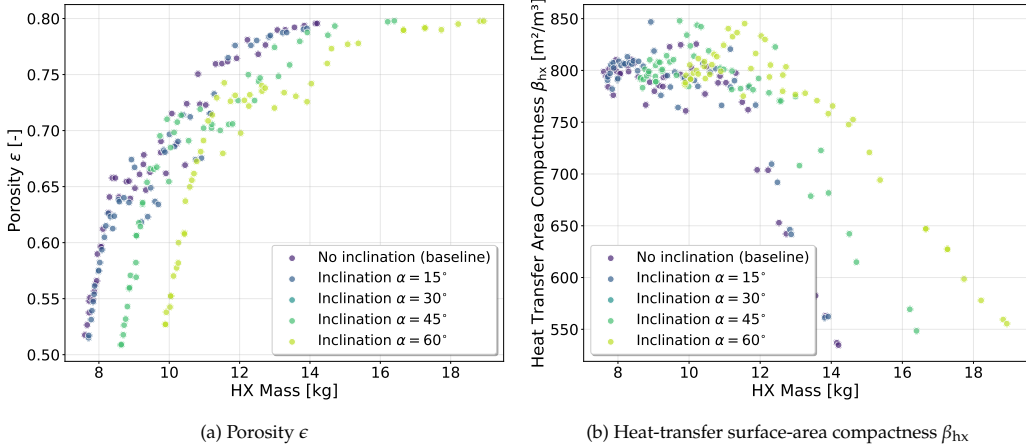 0.80
0.75
0.70
0.65
0.60
0.55
0.50
Porosity ϵ [-]
No inclination (baseline)
Inclination α = 15°
Inclination α = 30°
Inclination α = 45°
Inclination α = 60°
8 10 12 14 16 18
HX Mass [kg]
(a) Porosity ϵ
850
800
750
700
650
600
550
Heat Transfer Area Compactness βhx [m²/m³]
No inclination (baseline)
Inclination α = 15°
Inclination α = 30°
Inclination α = 45°
Inclination α = 60°
8 10 12 14 16 18
HX Mass [kg]
(b) Heat-transfer surface-area compactness βhx